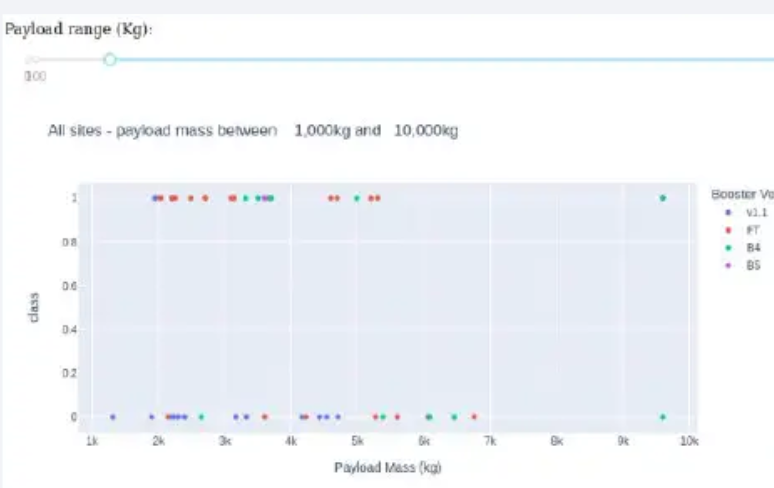 Payload range (Kg):
All sites - payload mass between 1,000kg and 10,000kg
Booster Ve
1
v1.1
FT
0.8
B4
B5
0.6
class
0.4
0.2
0
1k 2k 3k 4k 5k 6k 7k 8k 9k 10k
Payload Mass (kg)